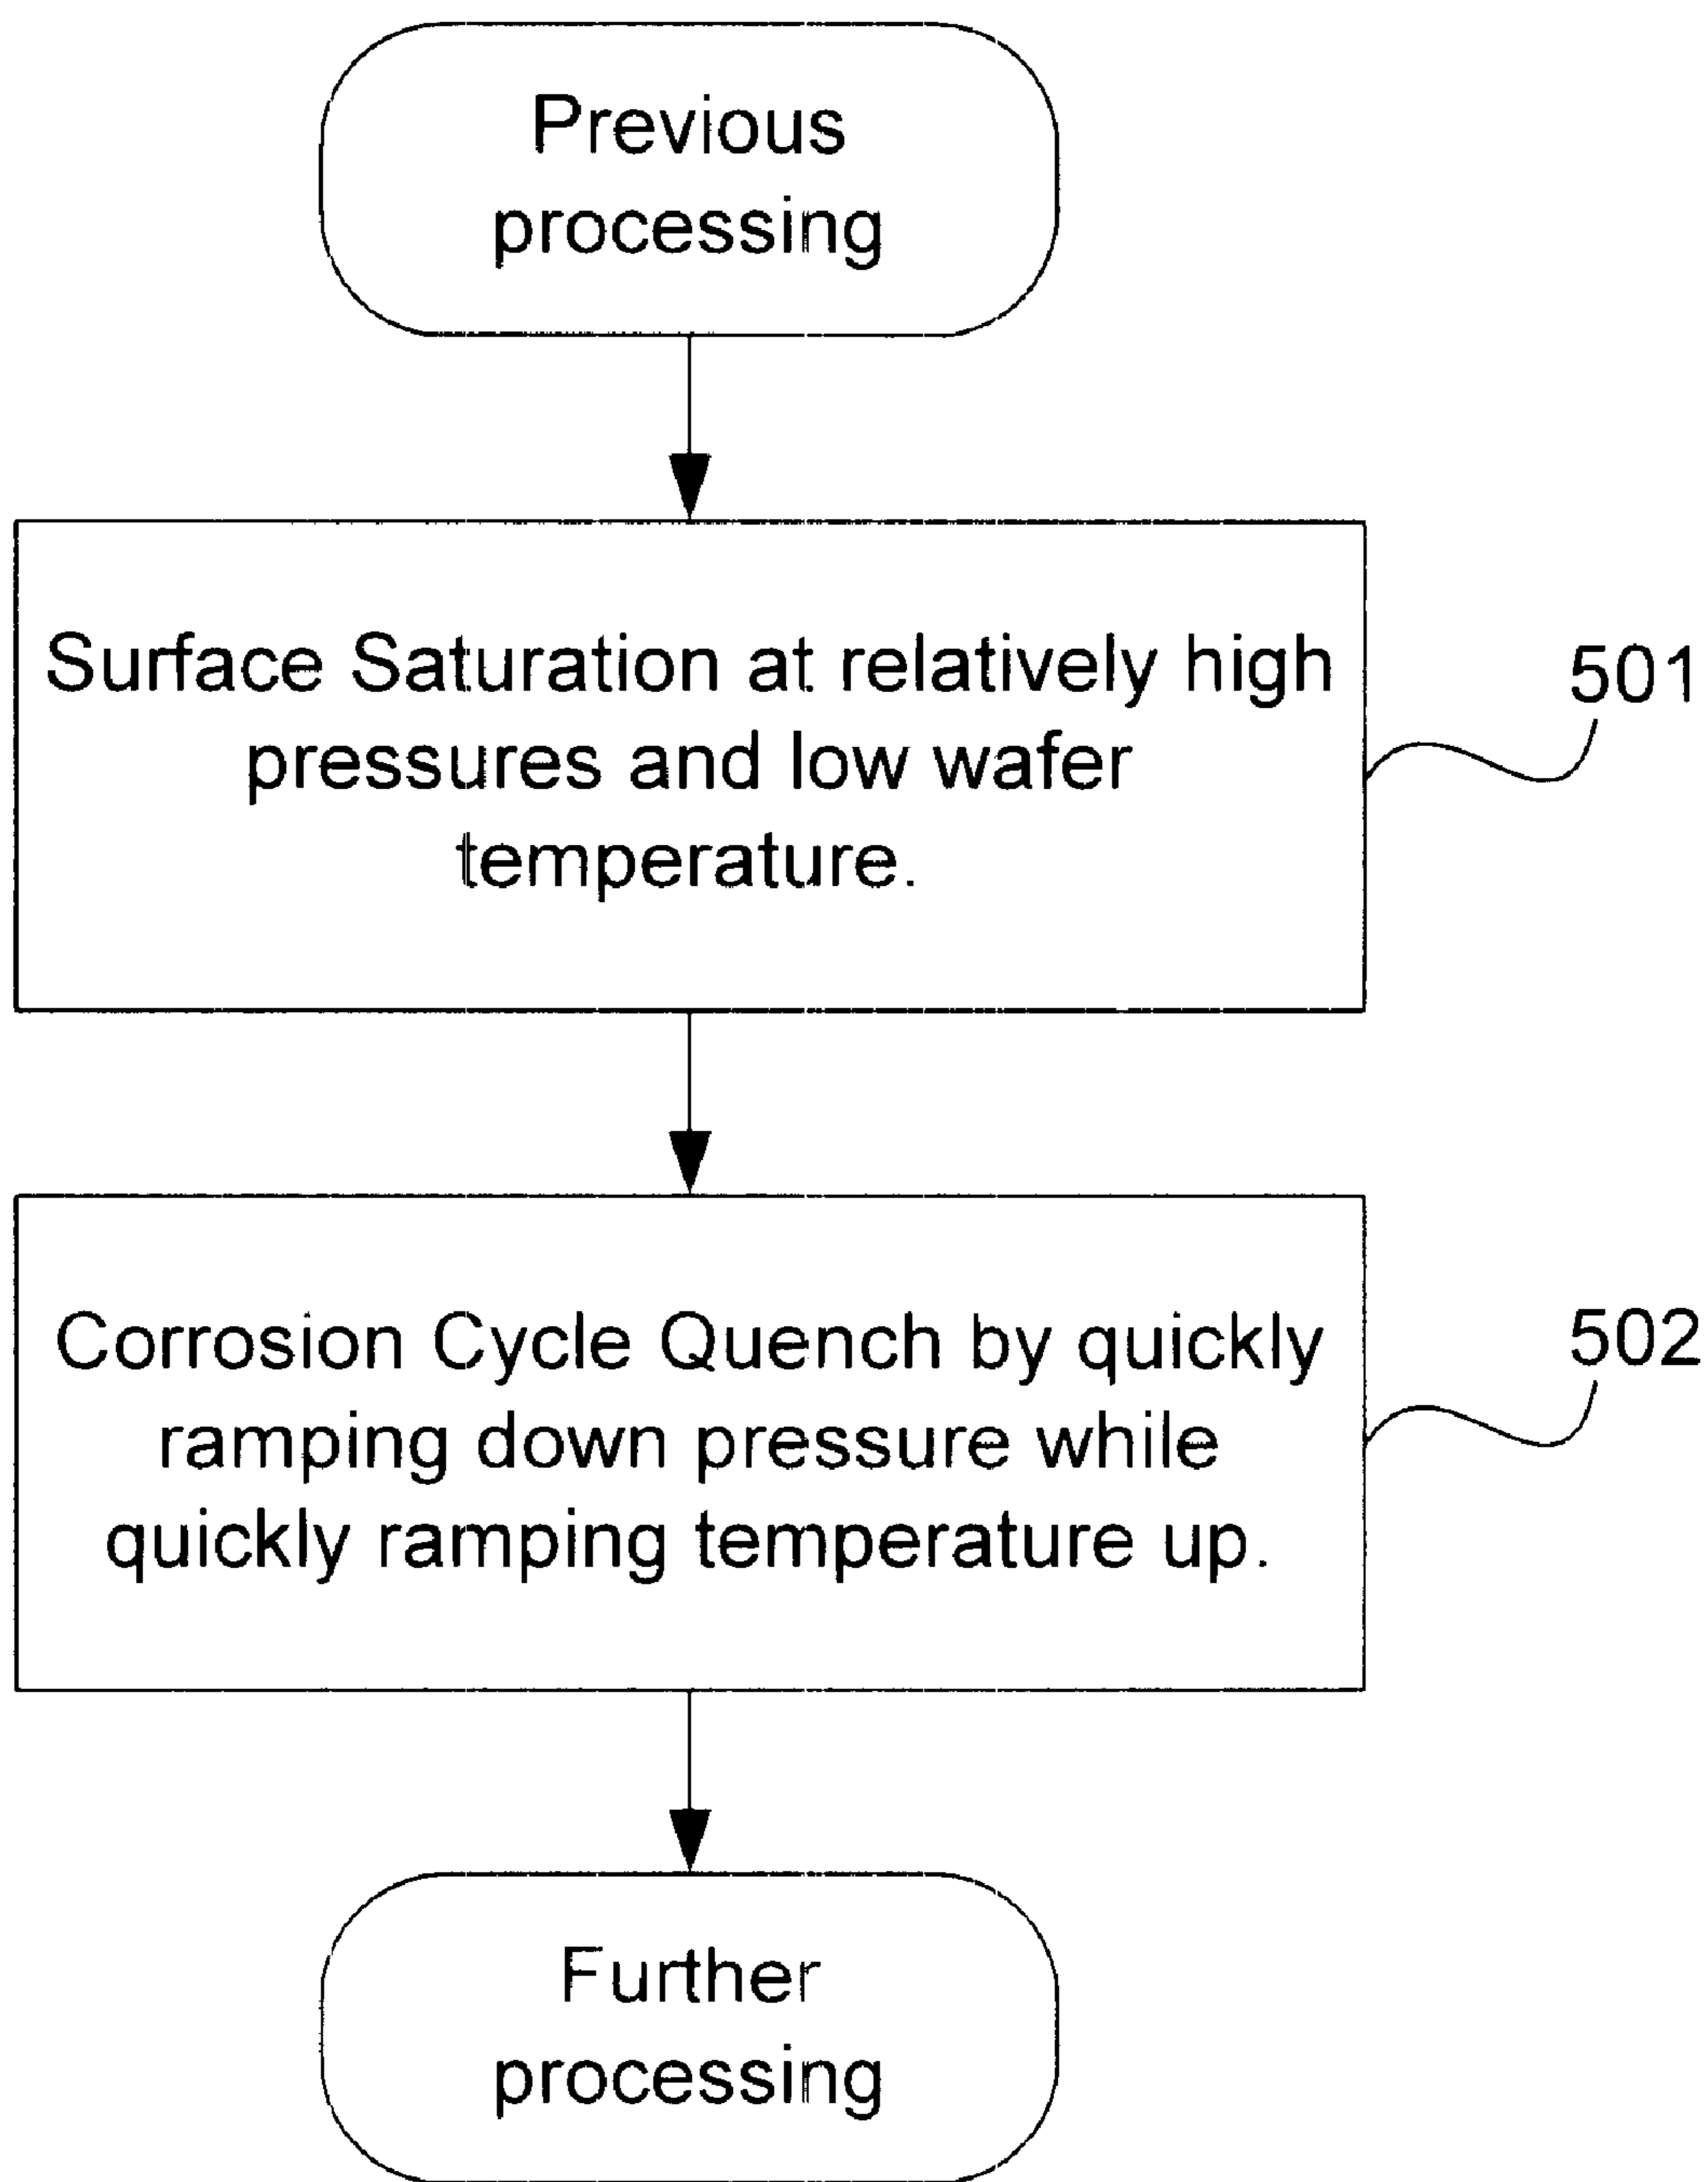 Previous
processing
Surface Saturation at relatively high
pressures and low wafer
temperature.
501
Corrosion Cycle Quench by quickly
ramping down pressure while
quickly ramping temperature up.
502
Further
processing